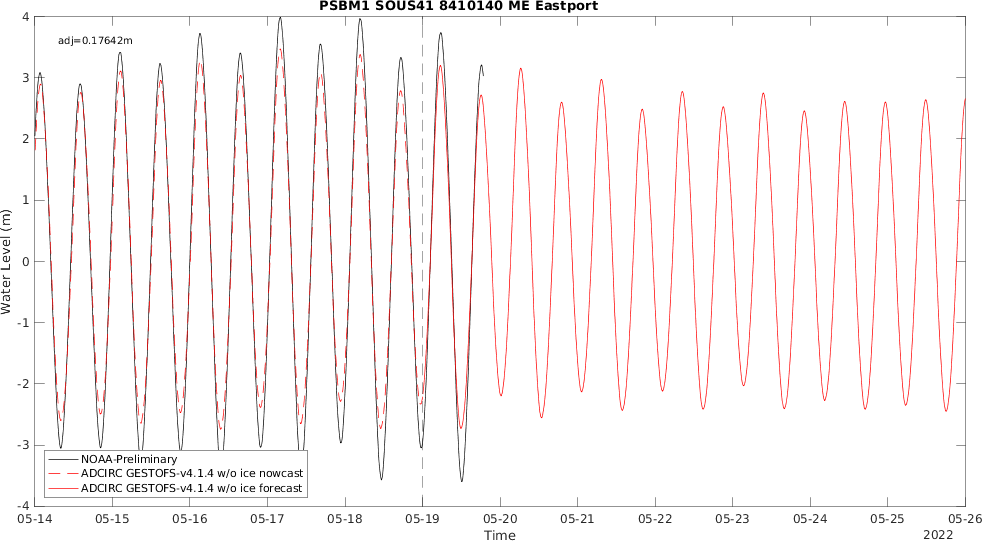 PSBM1 SOUS41 8410140 ME Eastport
adj=0.17642m
4
3
2
1
0
-1
-2
-3
-4
Water Level (m)
NOAA-Preliminary
ADCIRC GESTOFS-v4.1.4 w/o ice nowcast
ADCIRC GESTOFS-v4.1.4 w/o ice forecast
05-14 05-15 05-16 05-17 05-18 05-19 05-20 05-21 05-22 05-23 05-24 05-25 05-26
Time
2022